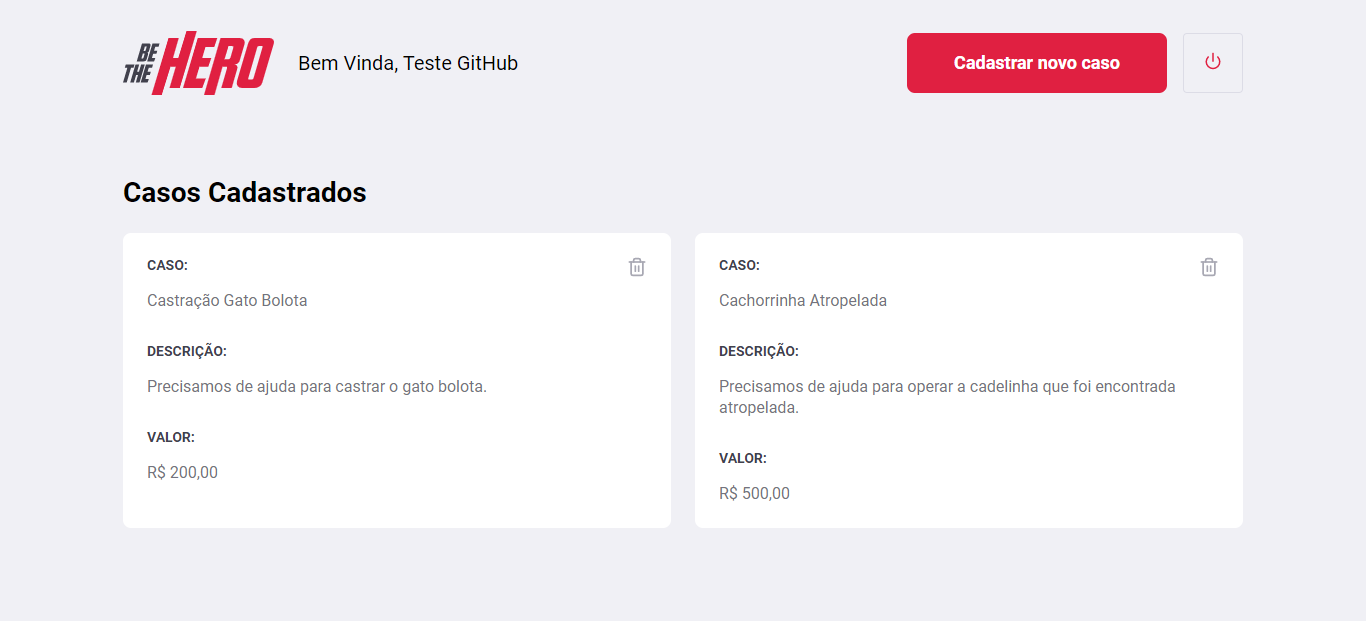 BE
THE HERO
Bem Vinda, Teste GitHub
Cadastrar novo caso
Casos Cadastrados
CASO:
Castração Gato Bolota
DESCRIÇÃO:
Precisamos de ajuda para castrar o gato bolota.
VALOR:
R$ 200,00
CASO:
Cachorrinha Atropelada
DESCRIÇÃO:
Precisamos de ajuda para operar a cadelinha que foi encontrada
atropelada.
VALOR:
R$ 500,00